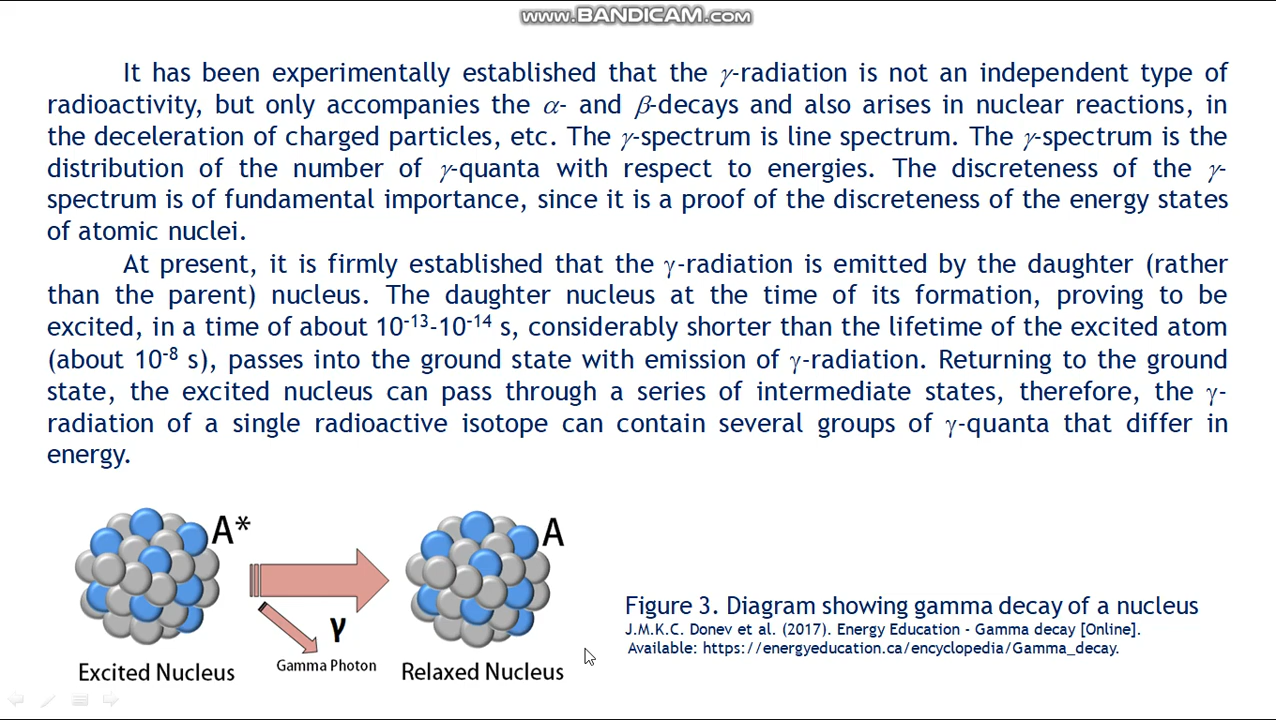 www.BANDICAM.com
It has been experimentally established that the γ-radiation is not an independent type of
radioactivity, but only accompanies the α- and β-decays and also arises in nuclear reactions, in
the deceleration of charged particles, etc. The γ-spectrum is line spectrum. The γ-spectrum is the
distribution of the number of γ-quanta with respect to energies. The discreteness of the γ-
spectrum is of fundamental importance, since it is a proof of the discreteness of the energy states
of atomic nuclei.
At present, it is firmly established that the γ-radiation is emitted by the daughter (rather
than the parent) nucleus. The daughter nucleus at the time of its formation, proving to be
excited, in a time of about 10⁻¹³-10⁻¹⁴ s, considerably shorter than the lifetime of the excited atom
(about 10⁻⁸ s), passes into the ground state with emission of γ-radiation. Returning to the ground
state, the excited nucleus can pass through a series of intermediate states, therefore, the γ-
radiation of a single radioactive isotope can contain several groups of γ-quanta that differ in
energy.
A*
A
γ
Gamma Photon
Excited Nucleus
Relaxed Nucleus
Figure 3. Diagram showing gamma decay of a nucleus
J.M.K.C. Donev et al. (2017). Energy Education - Gamma decay [Online].
Available: https://energyeducation.ca/encyclopedia/Gamma_decay.